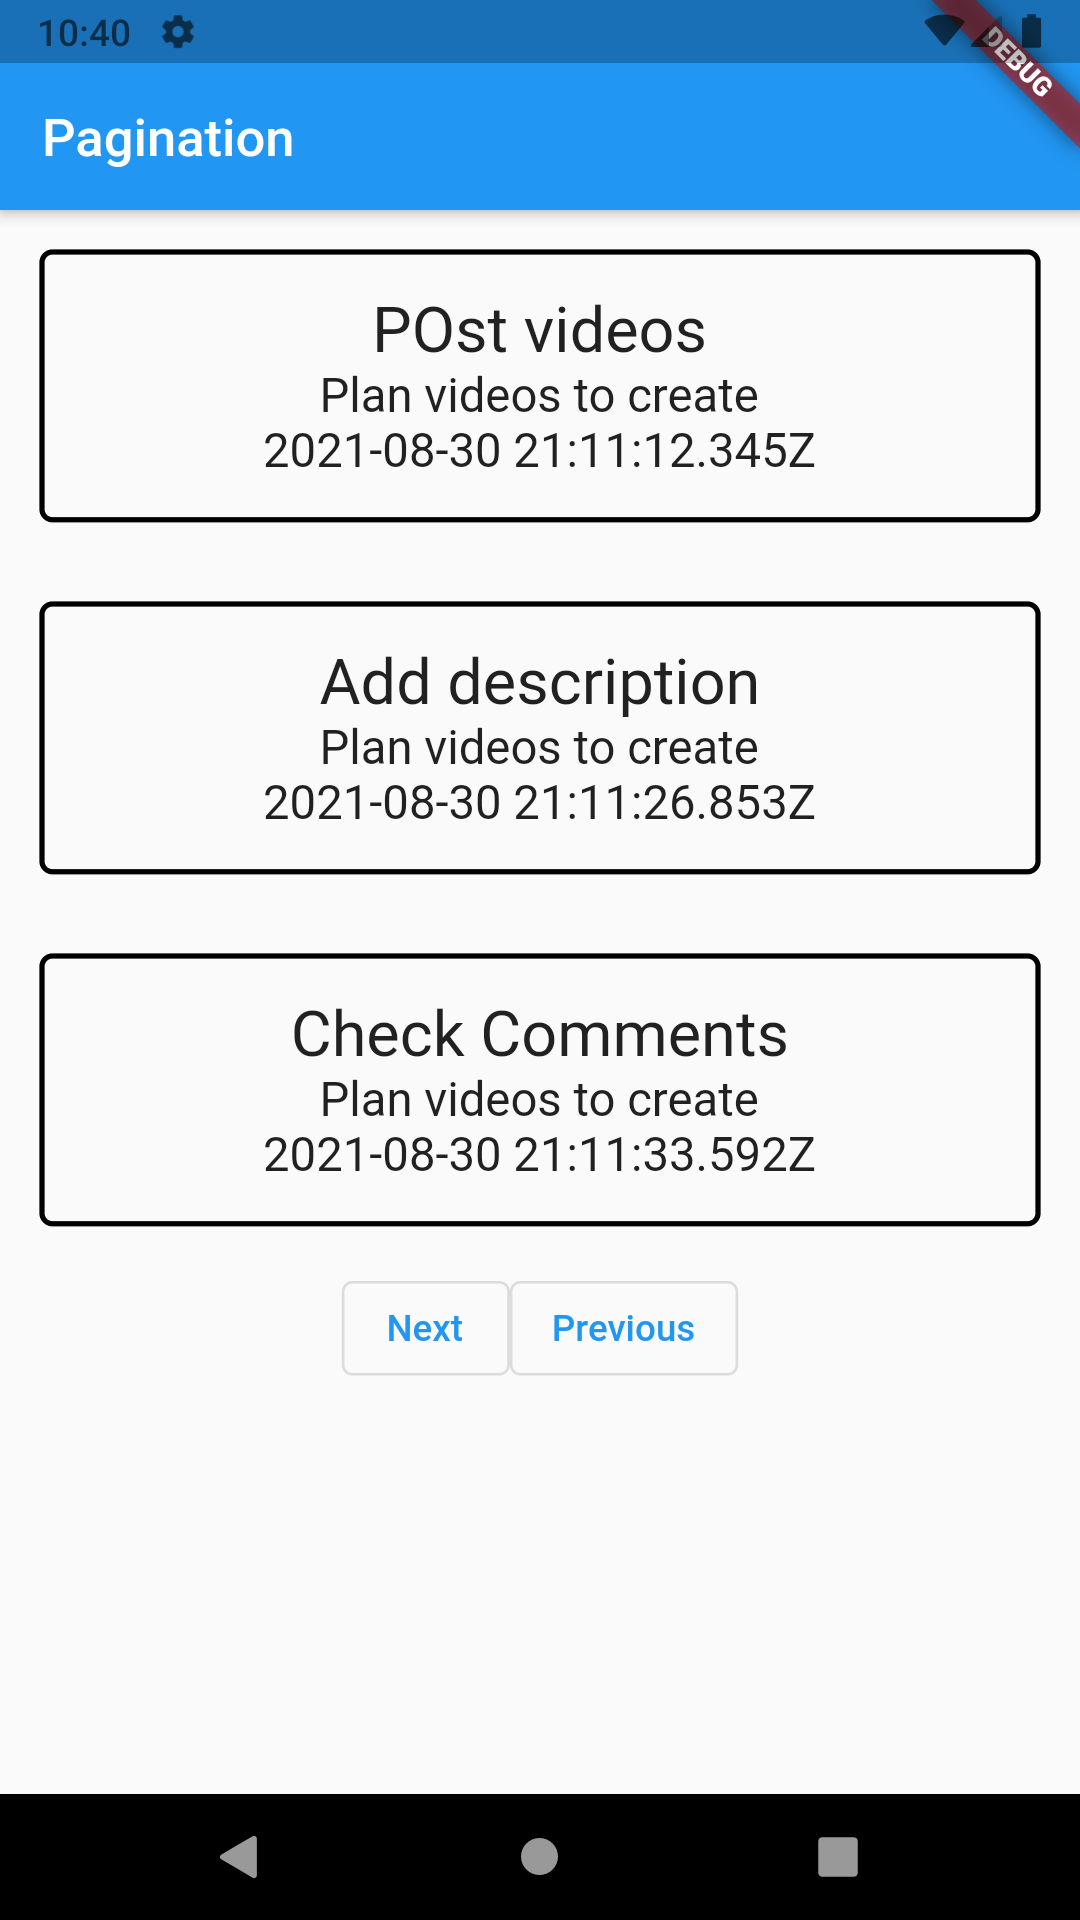 10:40
DEBUG
Pagination
POst videos
Plan videos to create
2021-08-30 21:11:12.345Z
Add description
Plan videos to create
2021-08-30 21:11:26.853Z
Check Comments
Plan videos to create
2021-08-30 21:11:33.592Z
Next Previous